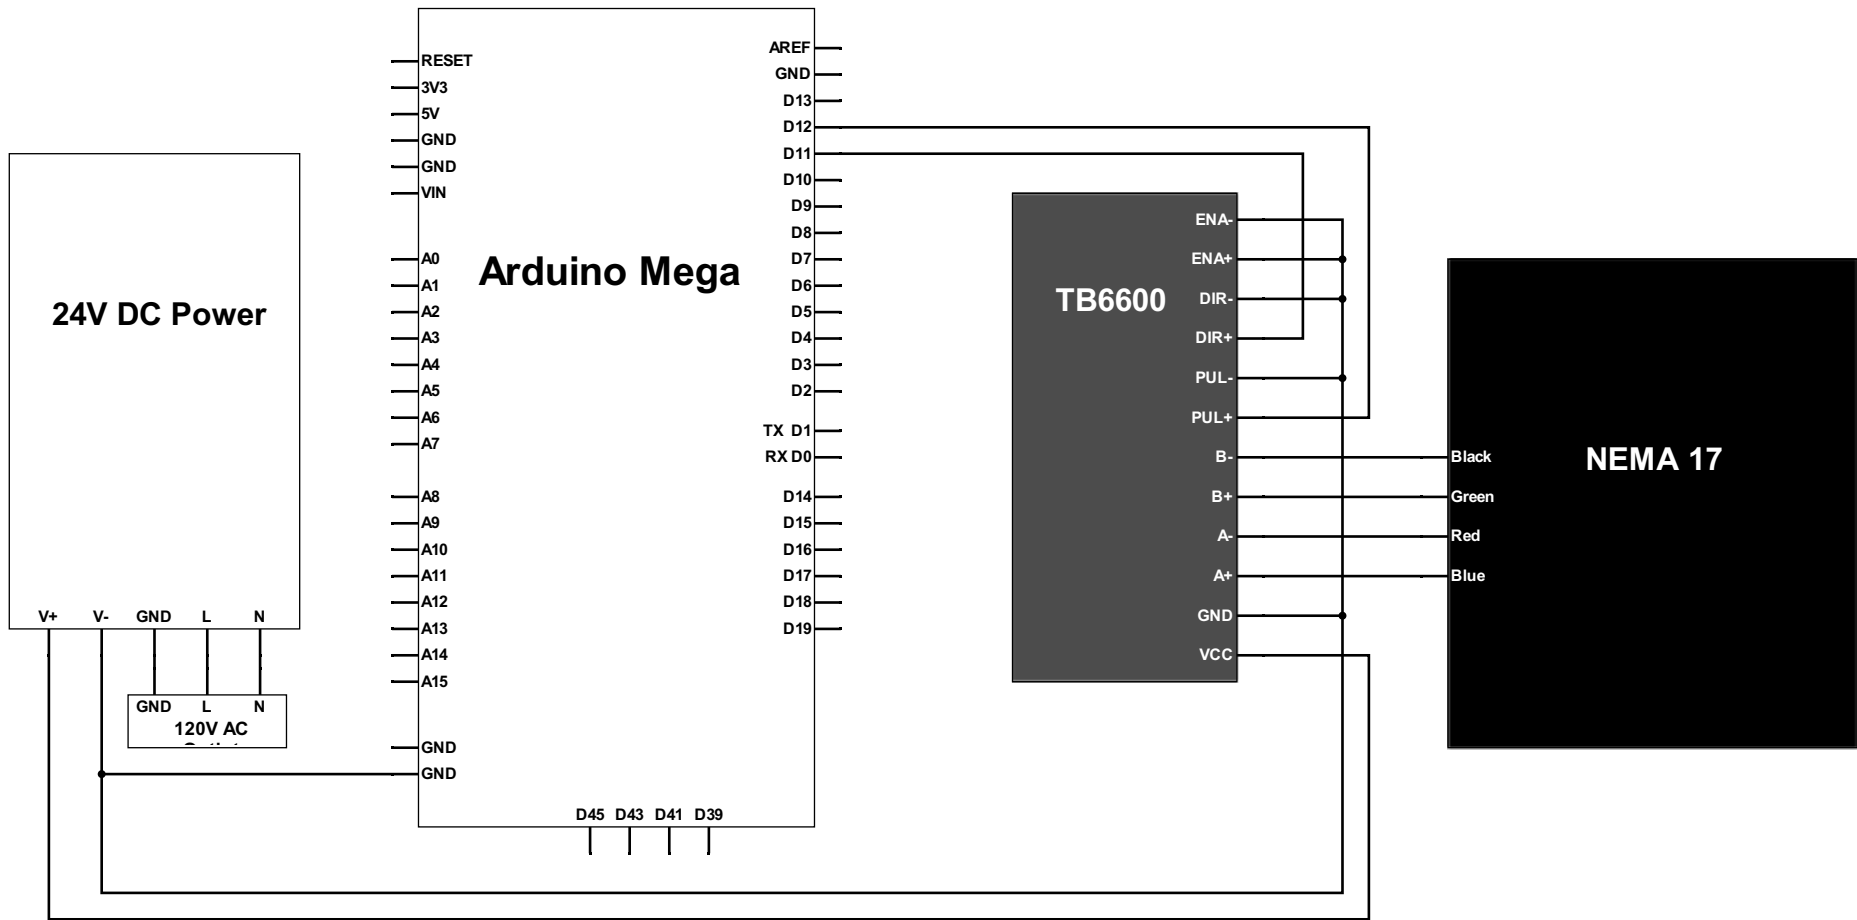 24V DC Power
V+ V- GND L N
GND L N
120V AC
Arduino Mega
RESET
3V3
5V
GND
GND
VIN
A0
A1
A2
A3
A4
A5
A6
A7
A8
A9
A10
A11
A12
A13
A14
A15
GND
GND
AREF
GND
D13
D12
D11
D10
D9
D8
D7
D6
D5
D4
D3
D2
TX D1
RX D0
D14
D15
D16
D17
D18
D19
D45 D43 D41 D39
TB6600
ENA-
ENA+
DIR-
DIR+
PUL-
PUL+
B-
B+
A-
A+
GND
VCC
NEMA 17
Black
Green
Red
Blue